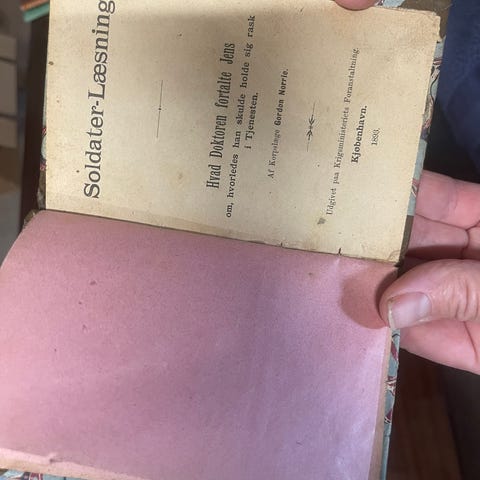 Soldater-Læsning
Hvad Doktoren fortalte Jens
om, hvorledes han skulde holde sig rask
i Tjenesten.
Af Korpslæge Gordon Norrie.
Udgivet paa Krigsministeriets Foranstaltning.
Kjøbenhavn.
1893.